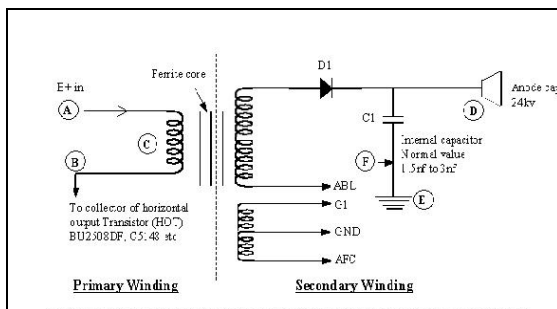 D1
Ferrite core
E+ in
A
Anode cap
24kv
D
C1
C
Internal capacitor
Normal value
1.5nf to 3nf
F
B
ABL
E
To collector of horizontal
output Transistor (HOT)
BU2508DF, C5148 etc
G1
GND
AFC
Primary Winding
Secondary Winding